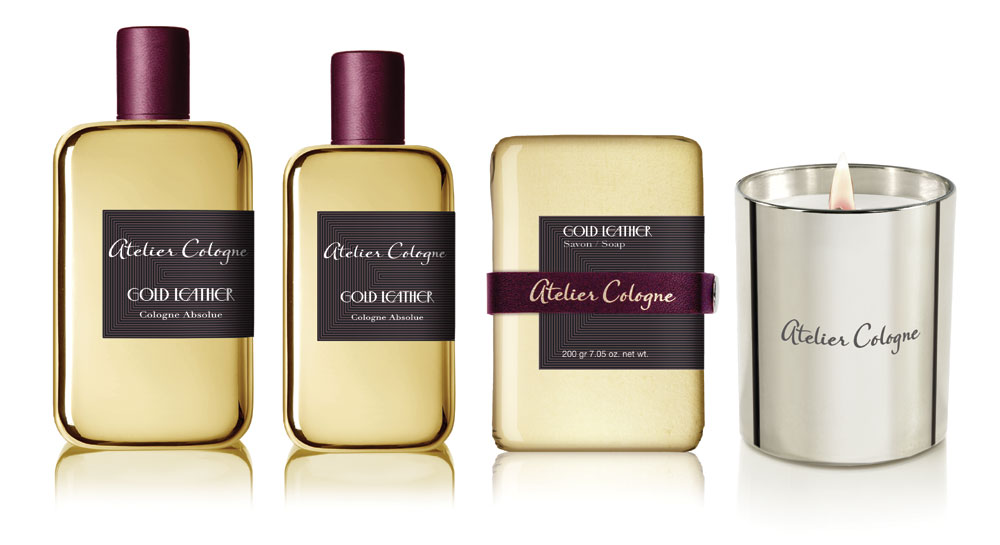 Atelier Cologne
GOLD LEATHER
Cologne Absolue
Atelier Cologne
GOLD LEATHER
Cologne Absolue
GOLD LEATHER
Savon / Soap
Atelier Cologne
200 gr 7.05 oz. net wt.
Atelier Cologne